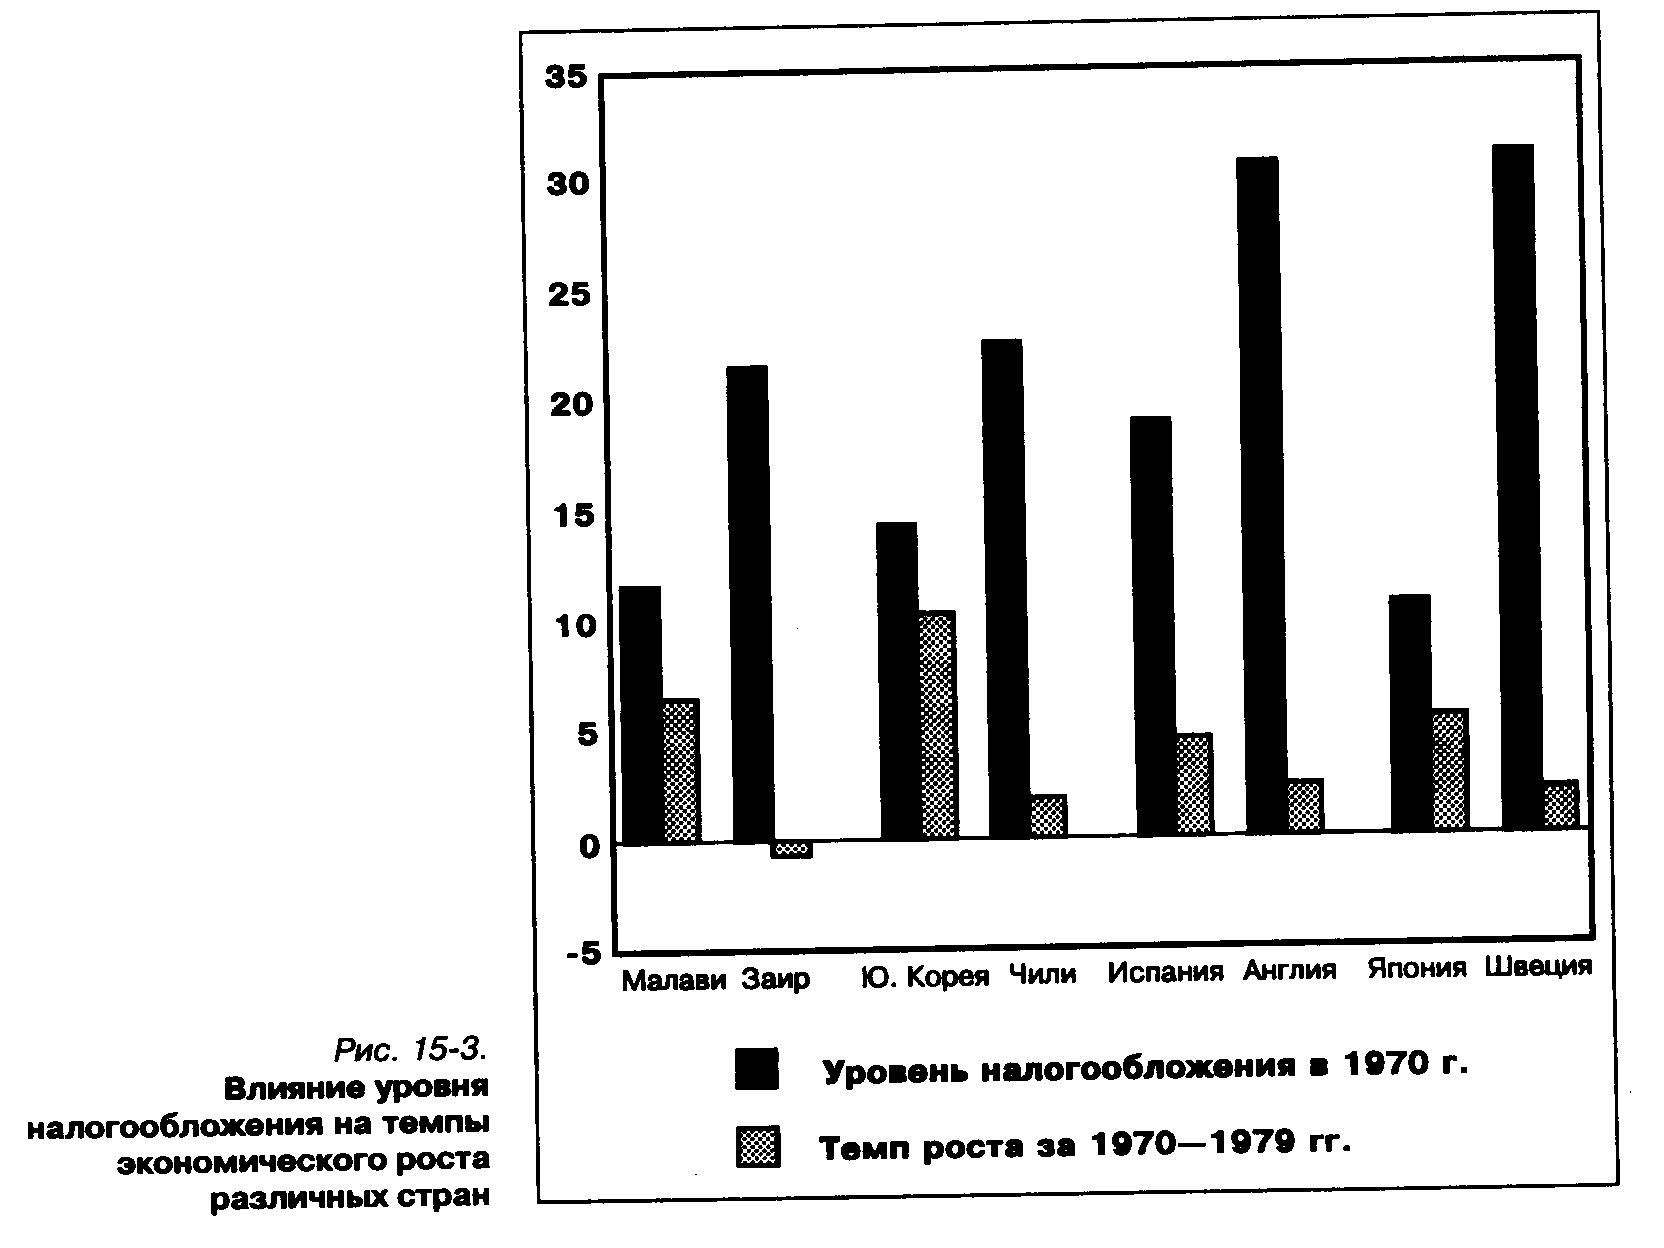 35
30
25
20
15
10
5
0
-5
Малави Заир Ю. Корея Чили Испания Англия Япония Швеция
Уровень налогообложения в 1970 г.
Темп роста за 1970—1979 гг.
Рис. 15-3.
Влияние уровня
налогообложения на темпы
экономического роста
различных стран